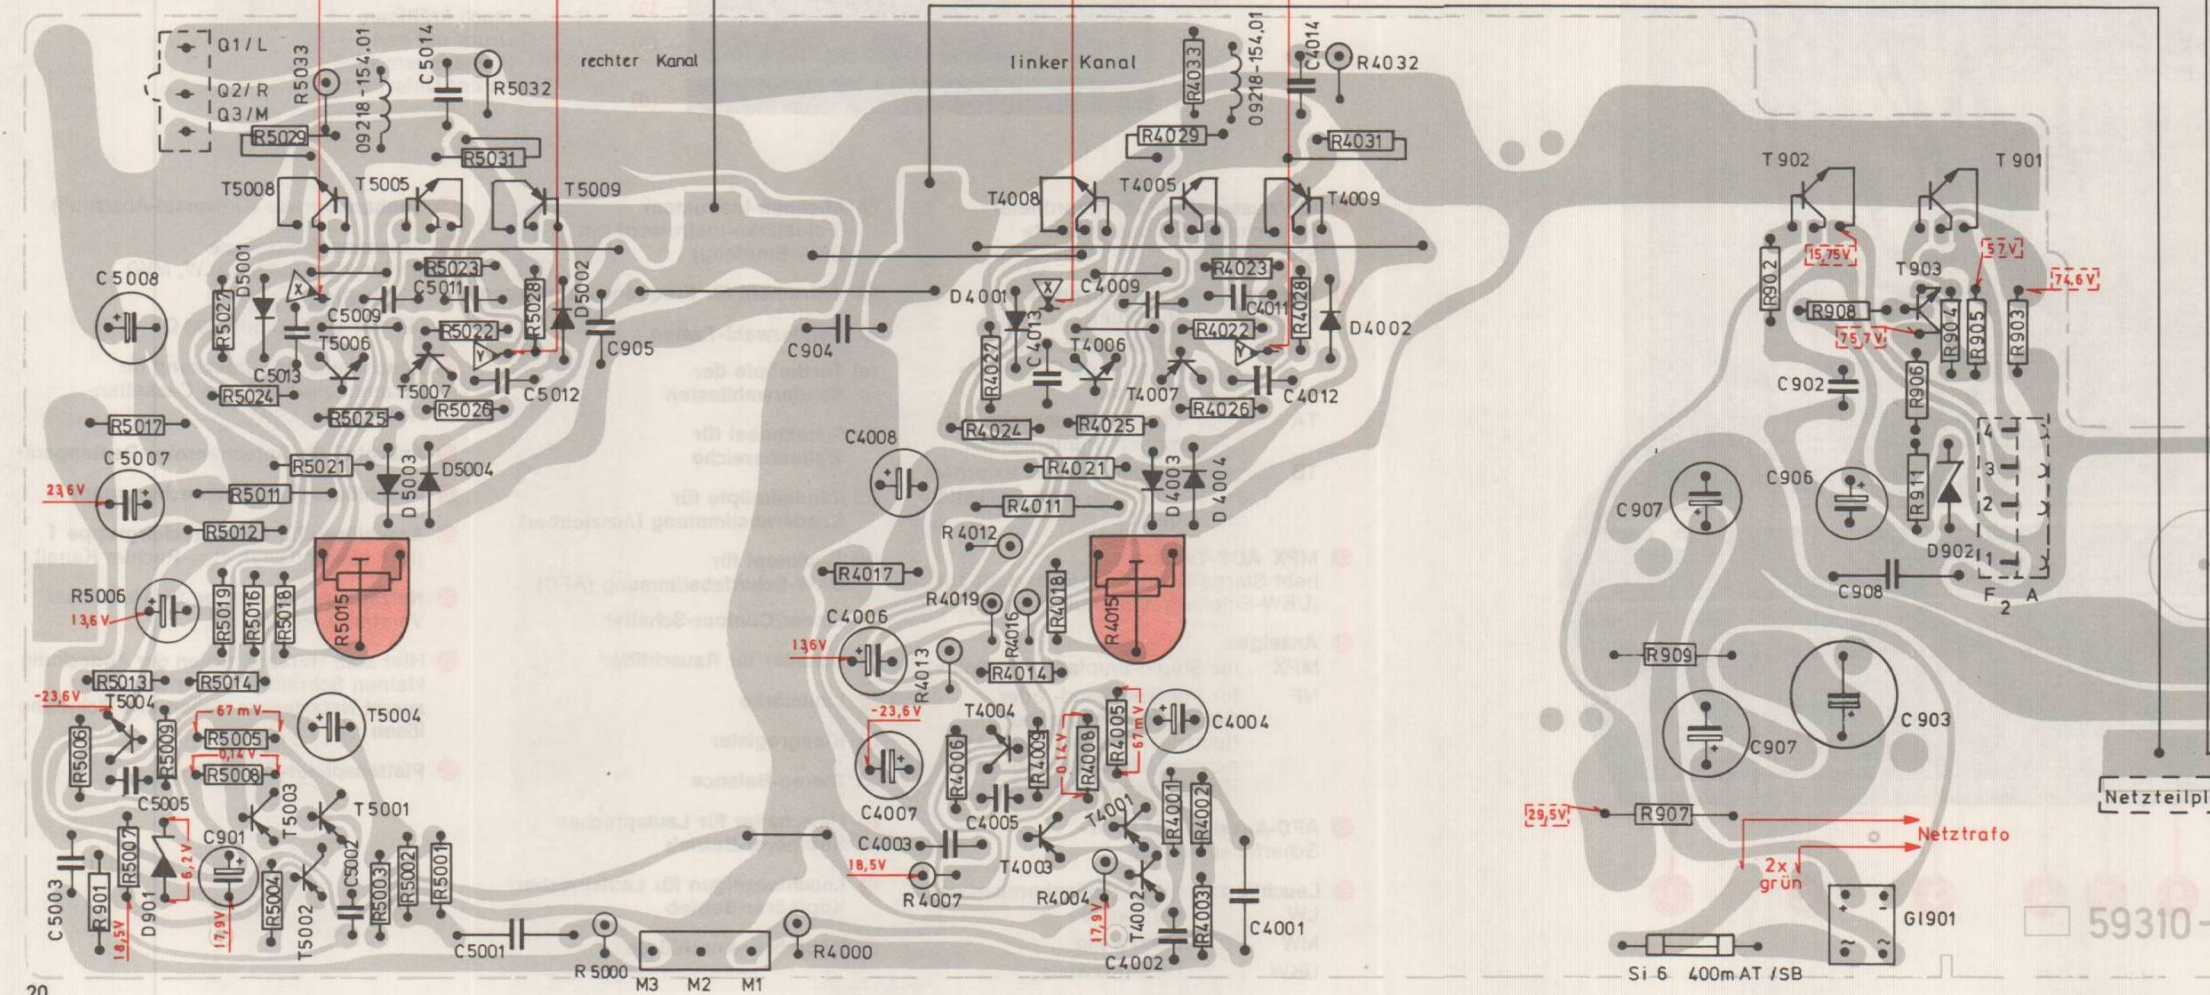 Q1/L
Q2/R
Q3/M
R5033
09218-154.01
C5014
R5032
rechter Kanal
linker Kanal
R4033
09218-154.01
C4014
R4032
R5029
R5031
R4029
R4031
T5008
T5005
T5009
T4008
T4005
T4009
T902
T901
C5008
R5027
D5001
X
C5009
R5023
C5011
R5022
R5028
D5002
C905
Y
C5013
T5006
T5007
C5012
R5024
R5025
R5026
R5017
C5007
23,6V
R5021
R5011
R5012
D5003
D5004
R5006
13,6V
R5019
R5016
R5018
R5015
R5013
R5014
-23,6V
T5004
R5006
R5009
67mV
R5005
0,14V
R5008
T5004
C5005
T5003
T5001
C5003
R901
R5007
18,5V
D901
6,2V
C901
17,9V
R5004
T5002
C5002
R5003
R5002
R5001
C5001
R5000
M3 M2 M1
R4000
C904
D4001
X
C4009
R4023
C4011
R4022
R4028
D4002
Y
R4027
C4013
T4006
T4007
C4012
R4024
R4025
R4026
C4008
R4021
R4011
R4012
D4003
D4004
R4017
R4019
R4016
R4018
R4015
C4006
13,6V
R4013
R4014
-23,6V
C4007
T4004
R4006
R4009
0,14V
R4008
R4005
67mV
C4004
C4005
C4003
T4003
T4001
R4001
R4002
18,5V
R4007
R4004
17,9V
T4002
R4003
C4002
C4001
15,75V
57V
74,6V
R902
T903
R908
75,7V
R904
R905
R903
C902
R906
C907
C906
R911
D902
4
3
2
1
C908
F 2 A
R909
C907
C903
29,5V
R907
Netztrafo
2x grün
GI901
+ -
~ ~
Si 6 400mAT/SB
Netzteilpl
59310-
20